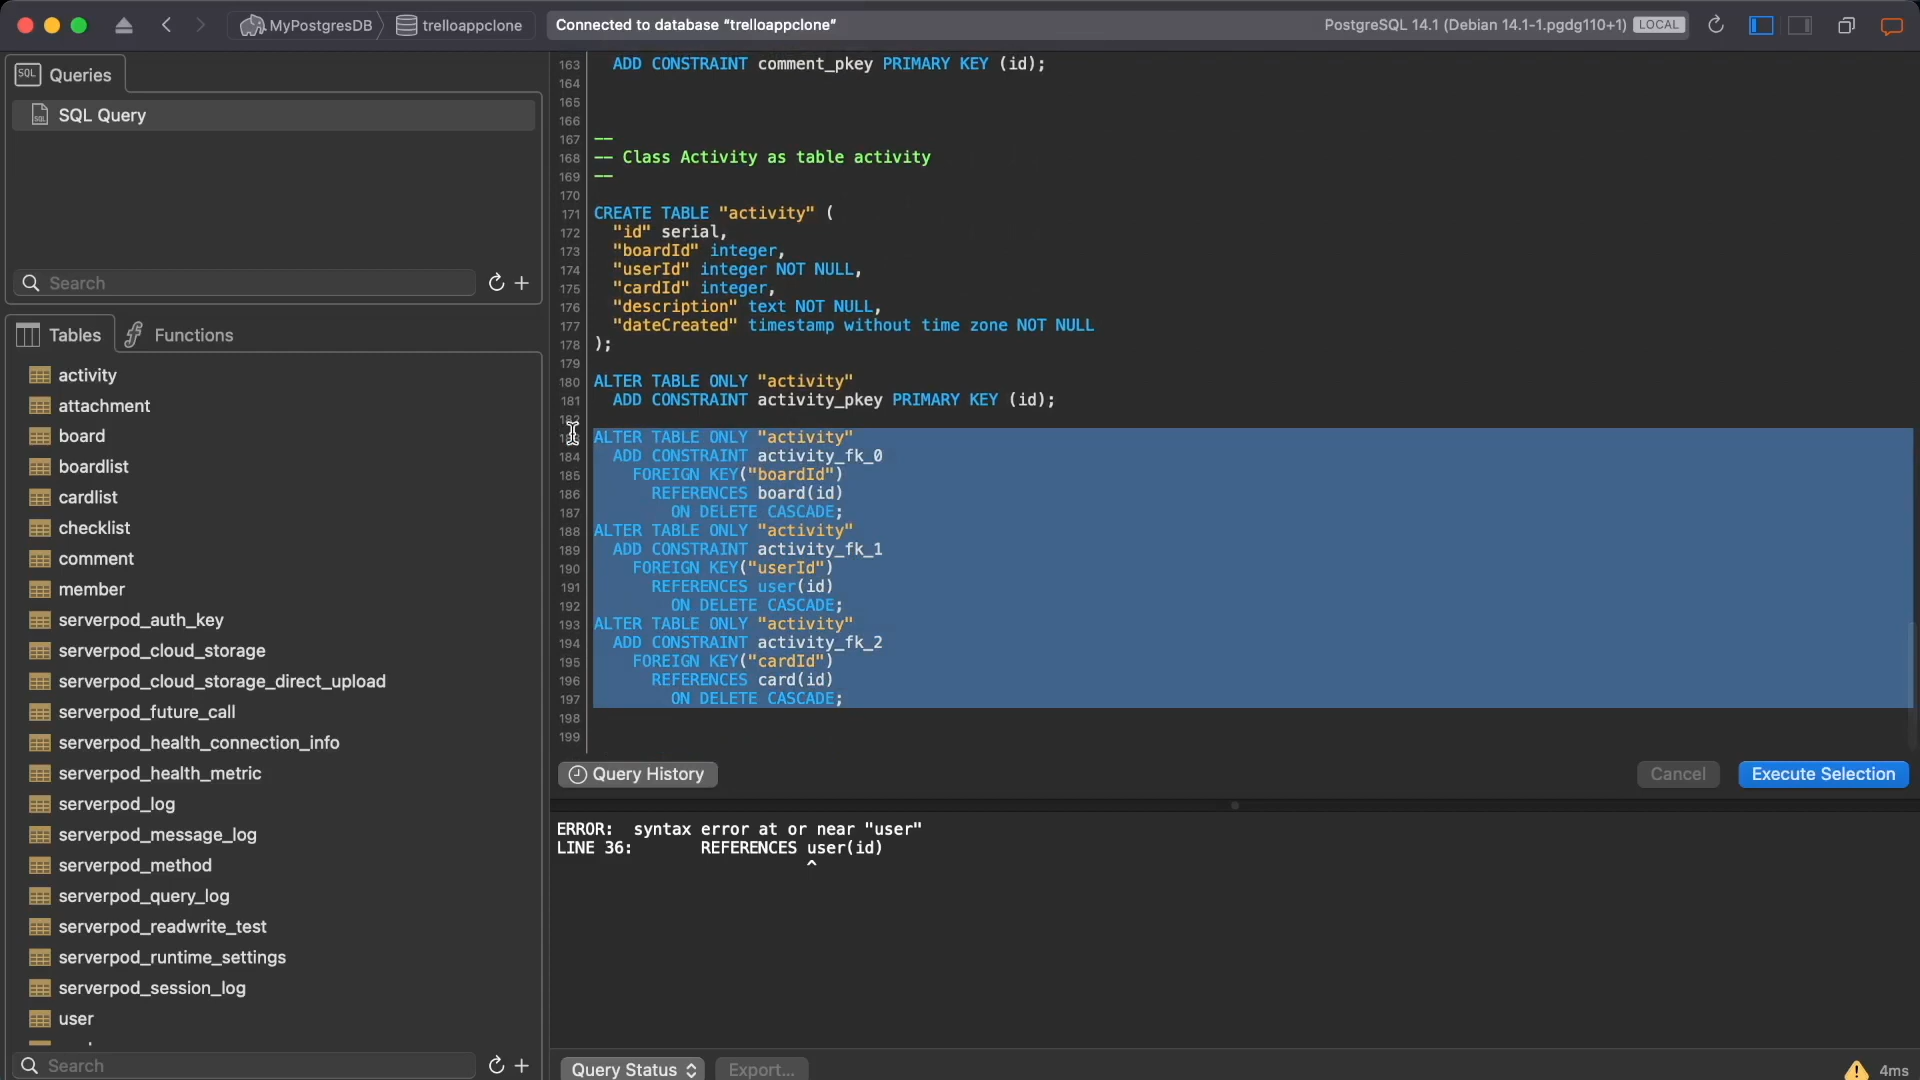 MyPostgresDB
trelloappclone
Connected to database "trelloappclone"
PostgreSQL 14.1 (Debian 14.1-1.pgdg110+1)
LOCAL
SQL Queries
SQL Query
Search
Tables
Functions
activity
attachment
board
boardlist
cardlist
checklist
comment
member
serverpod_auth_key
serverpod_cloud_storage
serverpod_cloud_storage_direct_upload
serverpod_future_call
serverpod_health_connection_info
serverpod_health_metric
serverpod_log
serverpod_message_log
serverpod_method
serverpod_query_log
serverpod_readwrite_test
serverpod_runtime_settings
serverpod_session_log
user
Search
163 ADD CONSTRAINT comment_pkey PRIMARY KEY (id);
164
165
166
167 --
168 -- Class Activity as table activity
169 --
170
171 CREATE TABLE "activity" (
172 "id" serial,
173 "boardId" integer,
174 "userId" integer NOT NULL,
175 "cardId" integer,
176 "description" text NOT NULL,
177 "dateCreated" timestamp without time zone NOT NULL
178 );
179
180 ALTER TABLE ONLY "activity"
181 ADD CONSTRAINT activity_pkey PRIMARY KEY (id);
182
ALTER TABLE ONLY "activity"
184 ADD CONSTRAINT activity_fk_0
185 FOREIGN KEY("boardId")
186 REFERENCES board(id)
187 ON DELETE CASCADE;
188 ALTER TABLE ONLY "activity"
189 ADD CONSTRAINT activity_fk_1
190 FOREIGN KEY("userId")
191 REFERENCES user(id)
192 ON DELETE CASCADE;
193 ALTER TABLE ONLY "activity"
194 ADD CONSTRAINT activity_fk_2
195 FOREIGN KEY("cardId")
196 REFERENCES card(id)
197 ON DELETE CASCADE;
198
199
Query History
Cancel
Execute Selection
ERROR: syntax error at or near "user"
LINE 36: REFERENCES user(id)
^
Query Status
Export...
4ms